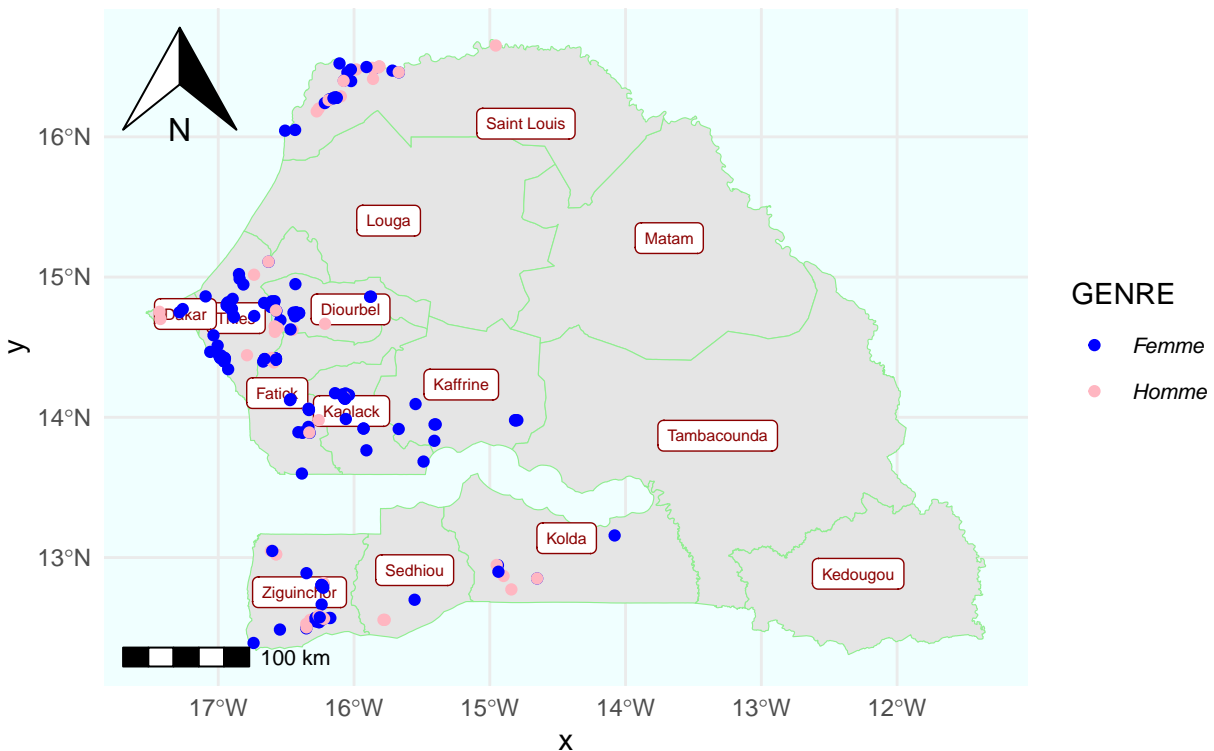 N
16°N
15°N
14°N
13°N
y
Saint Louis
Louga
Matam
Dakar
Thies
Diourbel
Fatick
Kaolack
Kaffrine
Tambacounda
Kolda
Sedhiou
Ziguinchor
Kedougou
100 km
17°W
16°W
15°W
14°W
13°W
12°W
x
GENRE
Femme
Homme